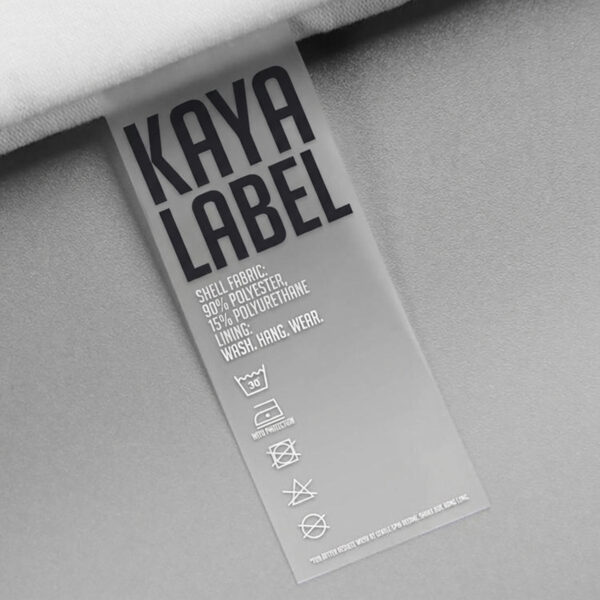 KAYA
LABEL
SHELL FABRIC:
90% POLYESTER,
15% POLYURETHANE
LINING:
WASH. HANG. WEAR.
30°
WITH PROTECTION